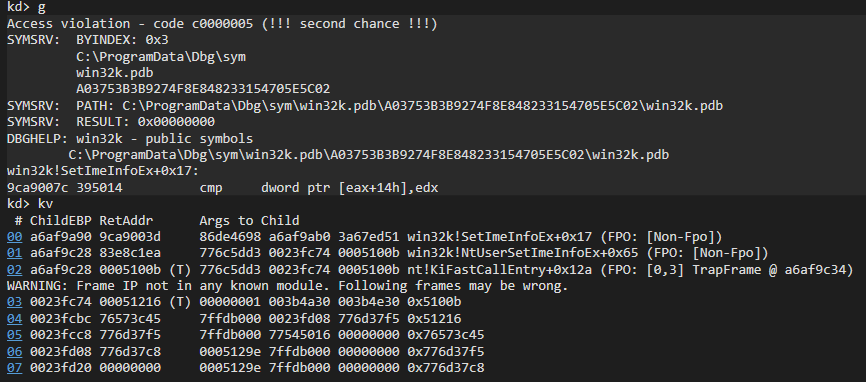 kd> g
Access violation - code c0000005 (!!! second chance !!!)
SYMSRV:  BYINDEX: 0x3
         C:\ProgramData\Dbg\sym
         win32k.pdb
         A03753B3B9274F8E848233154705E5C02
SYMSRV:  PATH: C:\ProgramData\Dbg\sym\win32k.pdb\A03753B3B9274F8E848233154705E5C02\win32k.pdb
SYMSRV:  RESULT: 0x00000000
DBGHELP: win32k - public symbols
        C:\ProgramData\Dbg\sym\win32k.pdb\A03753B3B9274F8E848233154705E5C02\win32k.pdb
win32k!SetImeInfoEx+0x17:
9ca9007c 395014          cmp     dword ptr [eax+14h],edx
kd> kv
 # ChildEBP RetAddr      Args to Child
00 a6af9a90 9ca9003d     86de4698 a6af9ab0 3a67ed51 win32k!SetImeInfoEx+0x17 (FPO: [Non-Fpo])
01 a6af9c28 83e8c1ea     776c5dd3 0023fc74 0005100b win32k!NtUserSetImeInfoEx+0x65 (FPO: [Non-Fpo])
02 a6af9c28 0005100b (T) 776c5dd3 0023fc74 0005100b nt!KiFastCallEntry+0x12a (FPO: [0,3] TrapFrame @ a6af9c34)
WARNING: Frame IP not in any known module. Following frames may be wrong.
03 0023fc74 00051216 (T) 00000001 003b4a30 003b4e30 0x5100b
04 0023fcbc 76573c45     7ffdb000 0023fd08 776d37f5 0x51216
05 0023fcc8 776d37f5     7ffdb000 77545016 00000000 0x76573c45
06 0023fd08 776d37c8     0005129e 7ffdb000 00000000 0x776d37f5
07 0023fd20 00000000     0005129e 7ffdb000 00000000 0x776d37c8